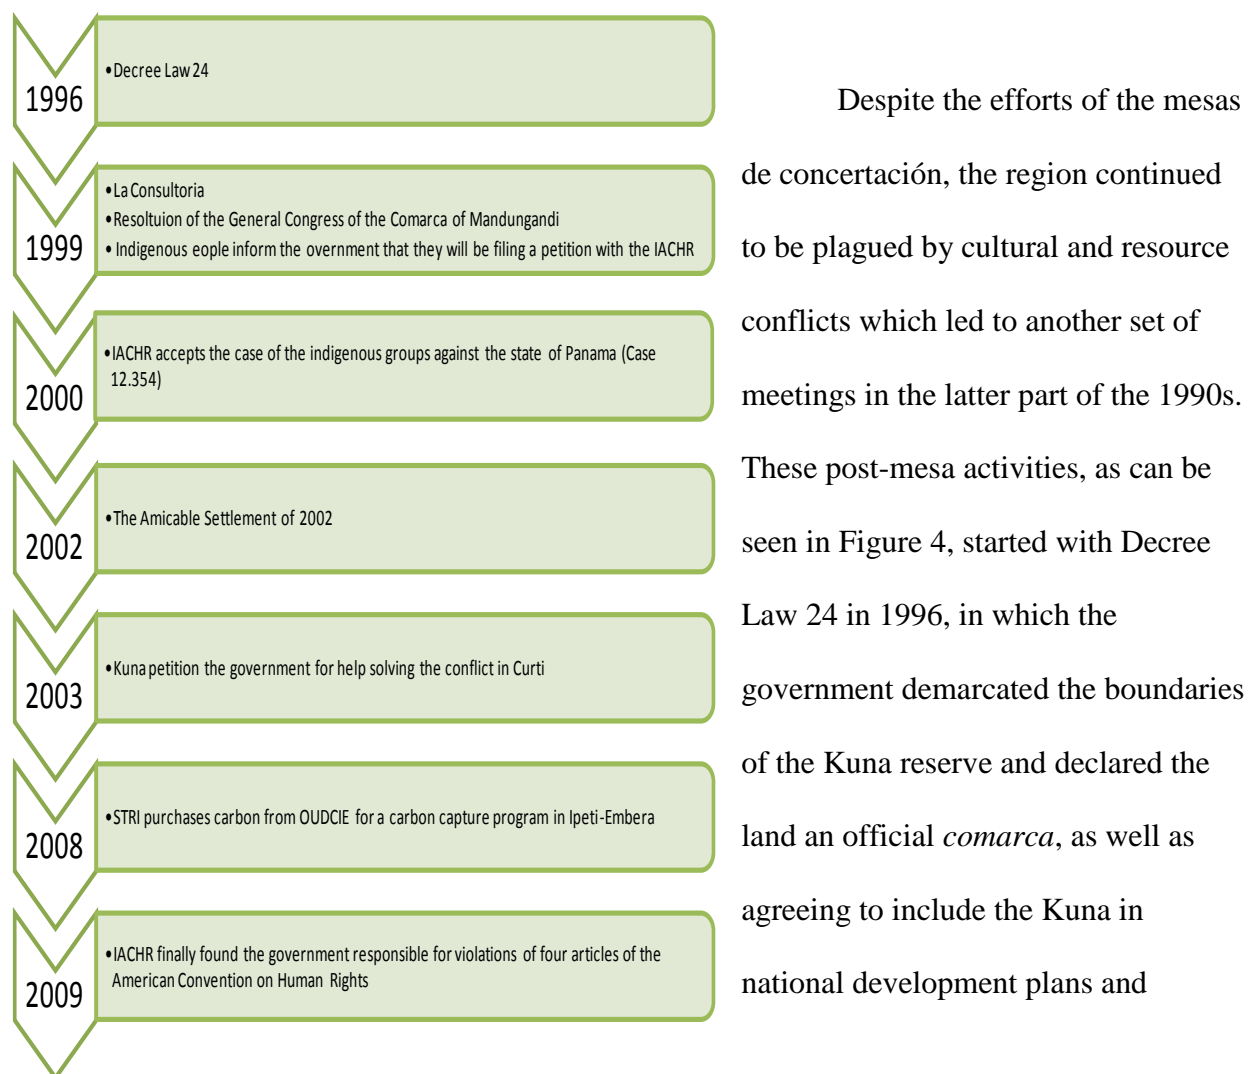 1996
•Decree Law 24
1999
•La Consultoria
•Resoltuion of the General Congress of the Comarca of Mandungandi
• Indigenous eople inform the overnment that they will be filing a petition with the IACHR
2000
•IACHR accepts the case of the indigenous groups against the state of Panama (Case
12.354)
2002
•The Amicable Settlement of 2002
2003
•Kuna petition the government for help solving the conflict in Curti
2008
•STRI purchases carbon from OUDCIE for a carbon capture program in Ipeti-Embera
2009
•IACHR finally found the government responsible for violations of four articles of the
American Convention on Human Rights
Despite the efforts of the mesas
de concertación, the region continued
to be plagued by cultural and resource
conflicts which led to another set of
meetings in the latter part of the 1990s.
These post-mesa activities, as can be
seen in Figure 4, started with Decree
Law 24 in 1996, in which the
government demarcated the boundaries
of the Kuna reserve and declared the
land an official comarca, as well as
agreeing to include the Kuna in
national development plans and